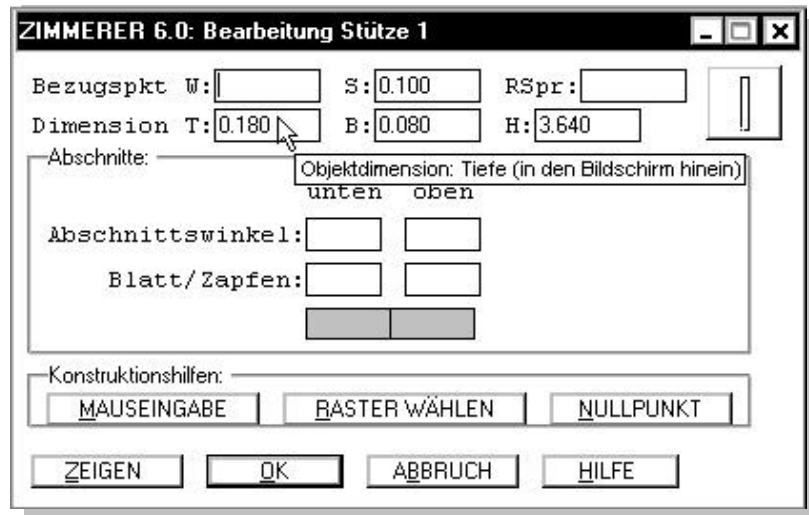 ZIMMERER 6.0: Bearbeitung Stütze 1
Bezugspkt W: S: 0.100 RSpr:
Dimension T: 0.180 B: 0.080 H: 3.640
Abschnitte:
Objektdimension: Tiefe (in den Bildschirm hinein)
unten oben
Abschnittswinkel:
Blatt/Zapfen:
Konstruktionshilfen:
MAUSEINGABE RASTER WÄHLEN NULLPUNKT
ZEIGEN OK ABBRUCH HILFE